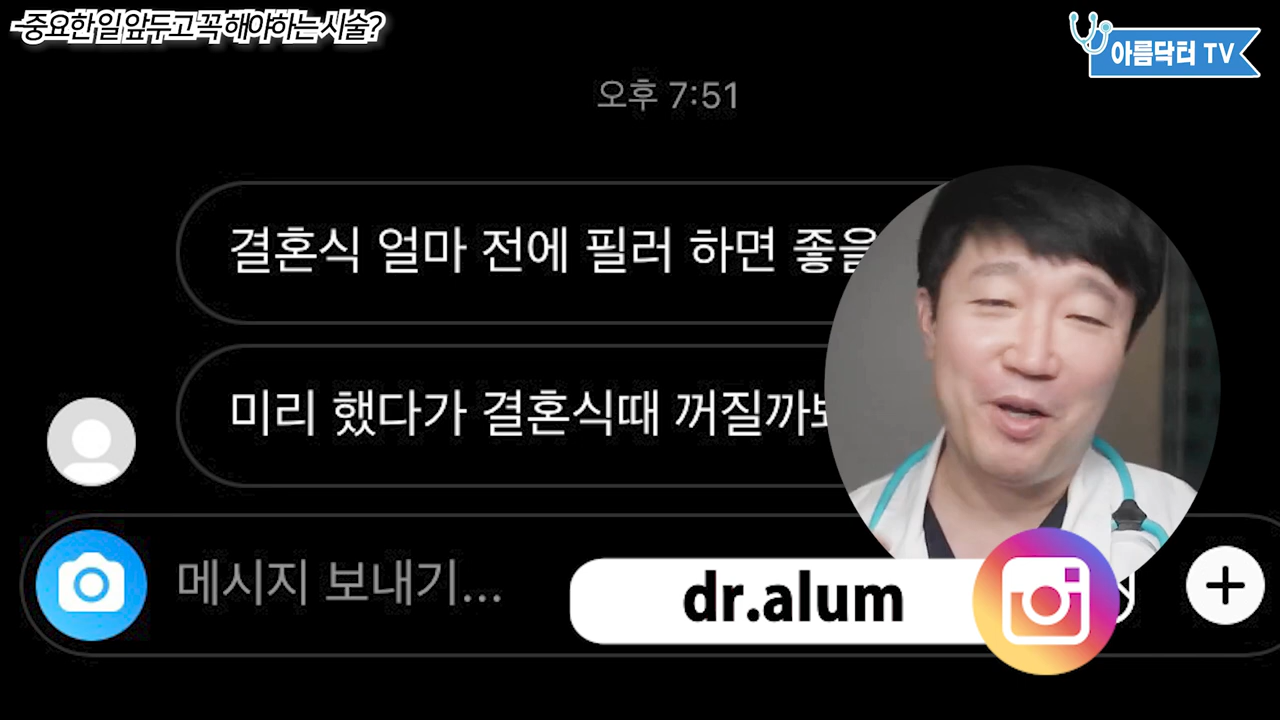 -중요한 일 앞두고 꼭 해야하는 시술?
아름닥터 TV
오후 7:51
결혼식 얼마 전에 필러 하면 좋을
미리 했다가 결혼식때 꺼질까봐
메시지 보내기...
dr.alum